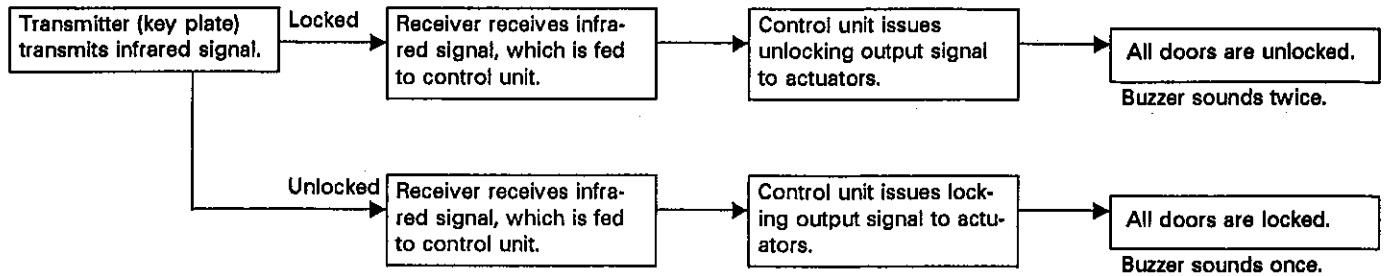 Transmitter (key plate)
transmits infrared signal.
Locked
Receiver receives infra-
red signal, which is fed
to control unit.
Control unit issues
unlocking output signal
to actuators.
All doors are unlocked.
Buzzer sounds twice.
Unlocked
Receiver receives infra-
red signal, which is fed
to control unit.
Control unit issues lock-
ing output signal to actu-
ators.
All doors are locked.
Buzzer sounds once.